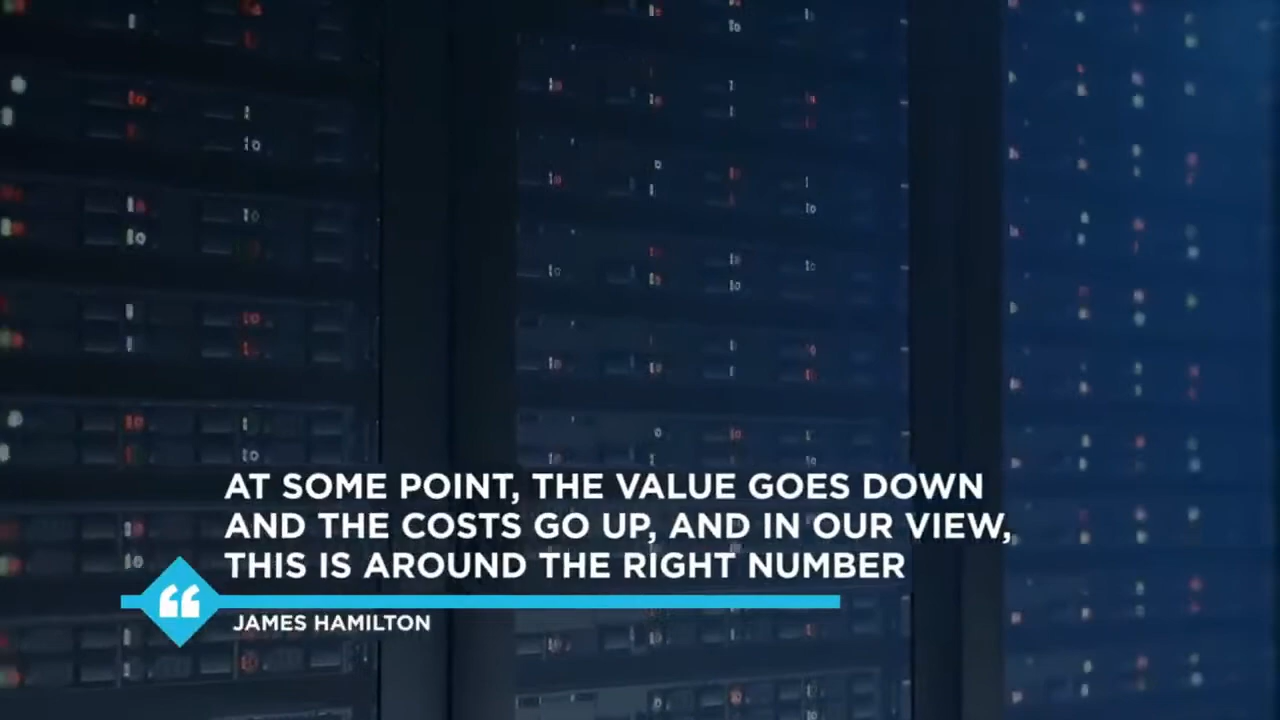 AT SOME POINT, THE VALUE GOES DOWN
AND THE COSTS GO UP, AND IN OUR VIEW,
THIS IS AROUND THE RIGHT NUMBER
JAMES HAMILTON